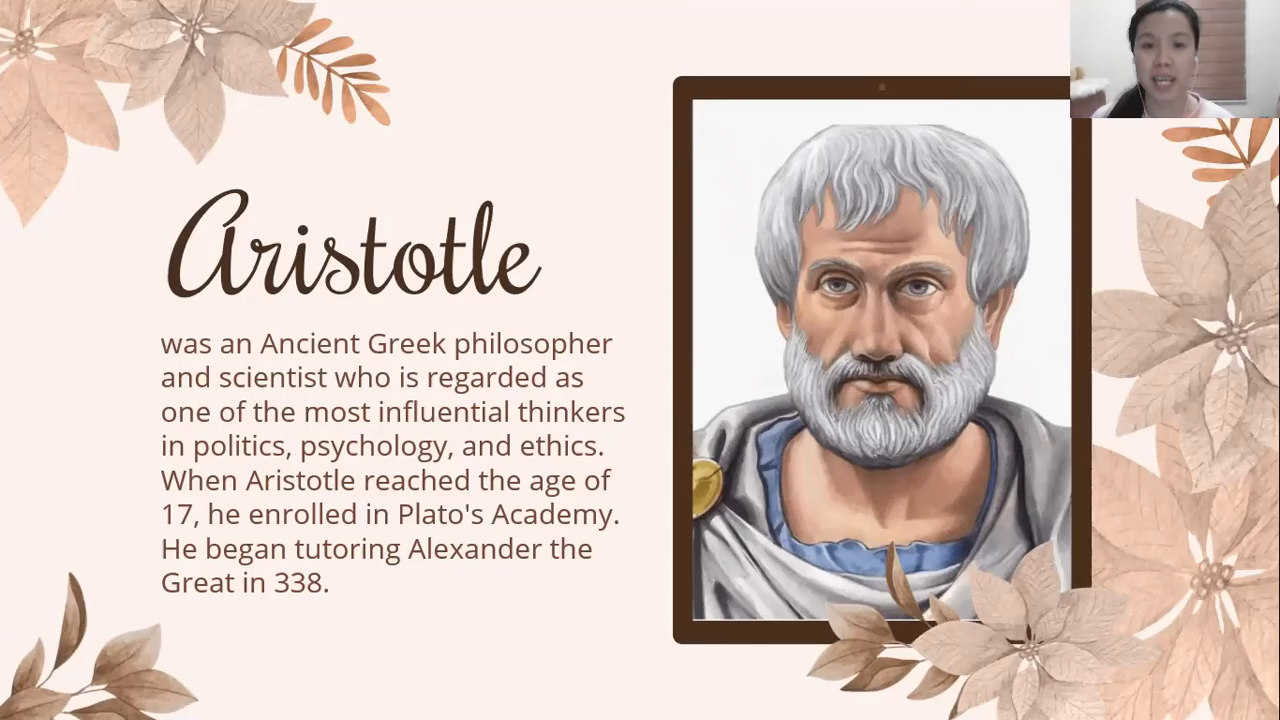 Aristotle
was an Ancient Greek philosopher
and scientist who is regarded as
one of the most influential thinkers
in politics, psychology, and ethics.
When Aristotle reached the age of
17, he enrolled in Plato's Academy.
He began tutoring Alexander the
Great in 338.